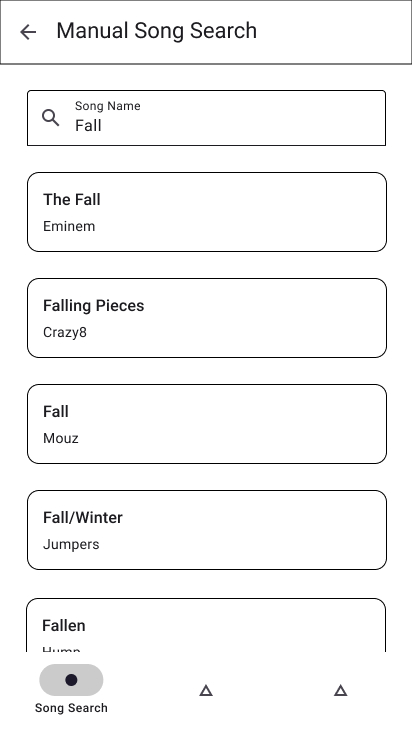 Manual Song Search
Song Name
Fall
The Fall
Eminem
Falling Pieces
Crazy8
Fall
Mouz
Fall/Winter
Jumpers
Fallen
Song Search